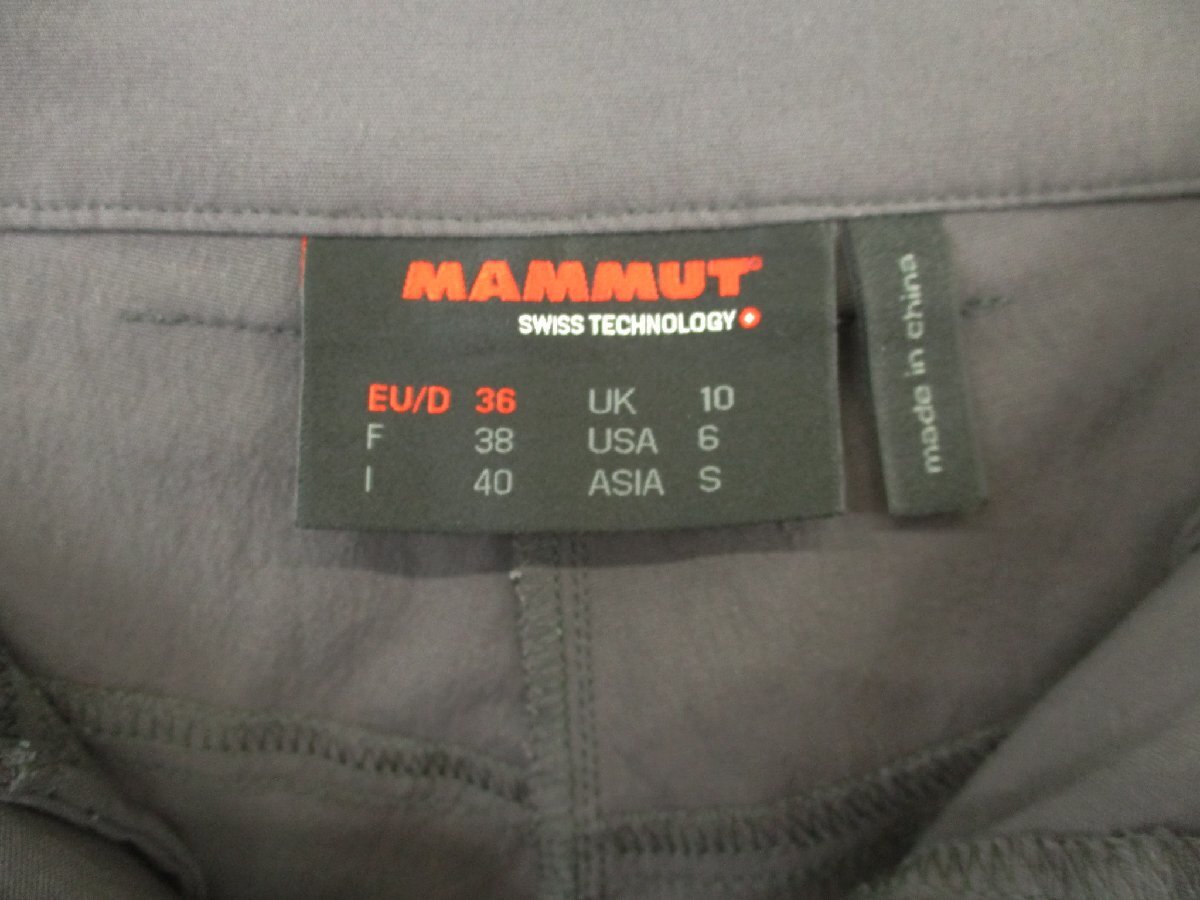 MAMMUT
SWISS TECHNOLOGY
EU/D 36 UK 10
F 38 USA 6
I 40 ASIA S
made in china